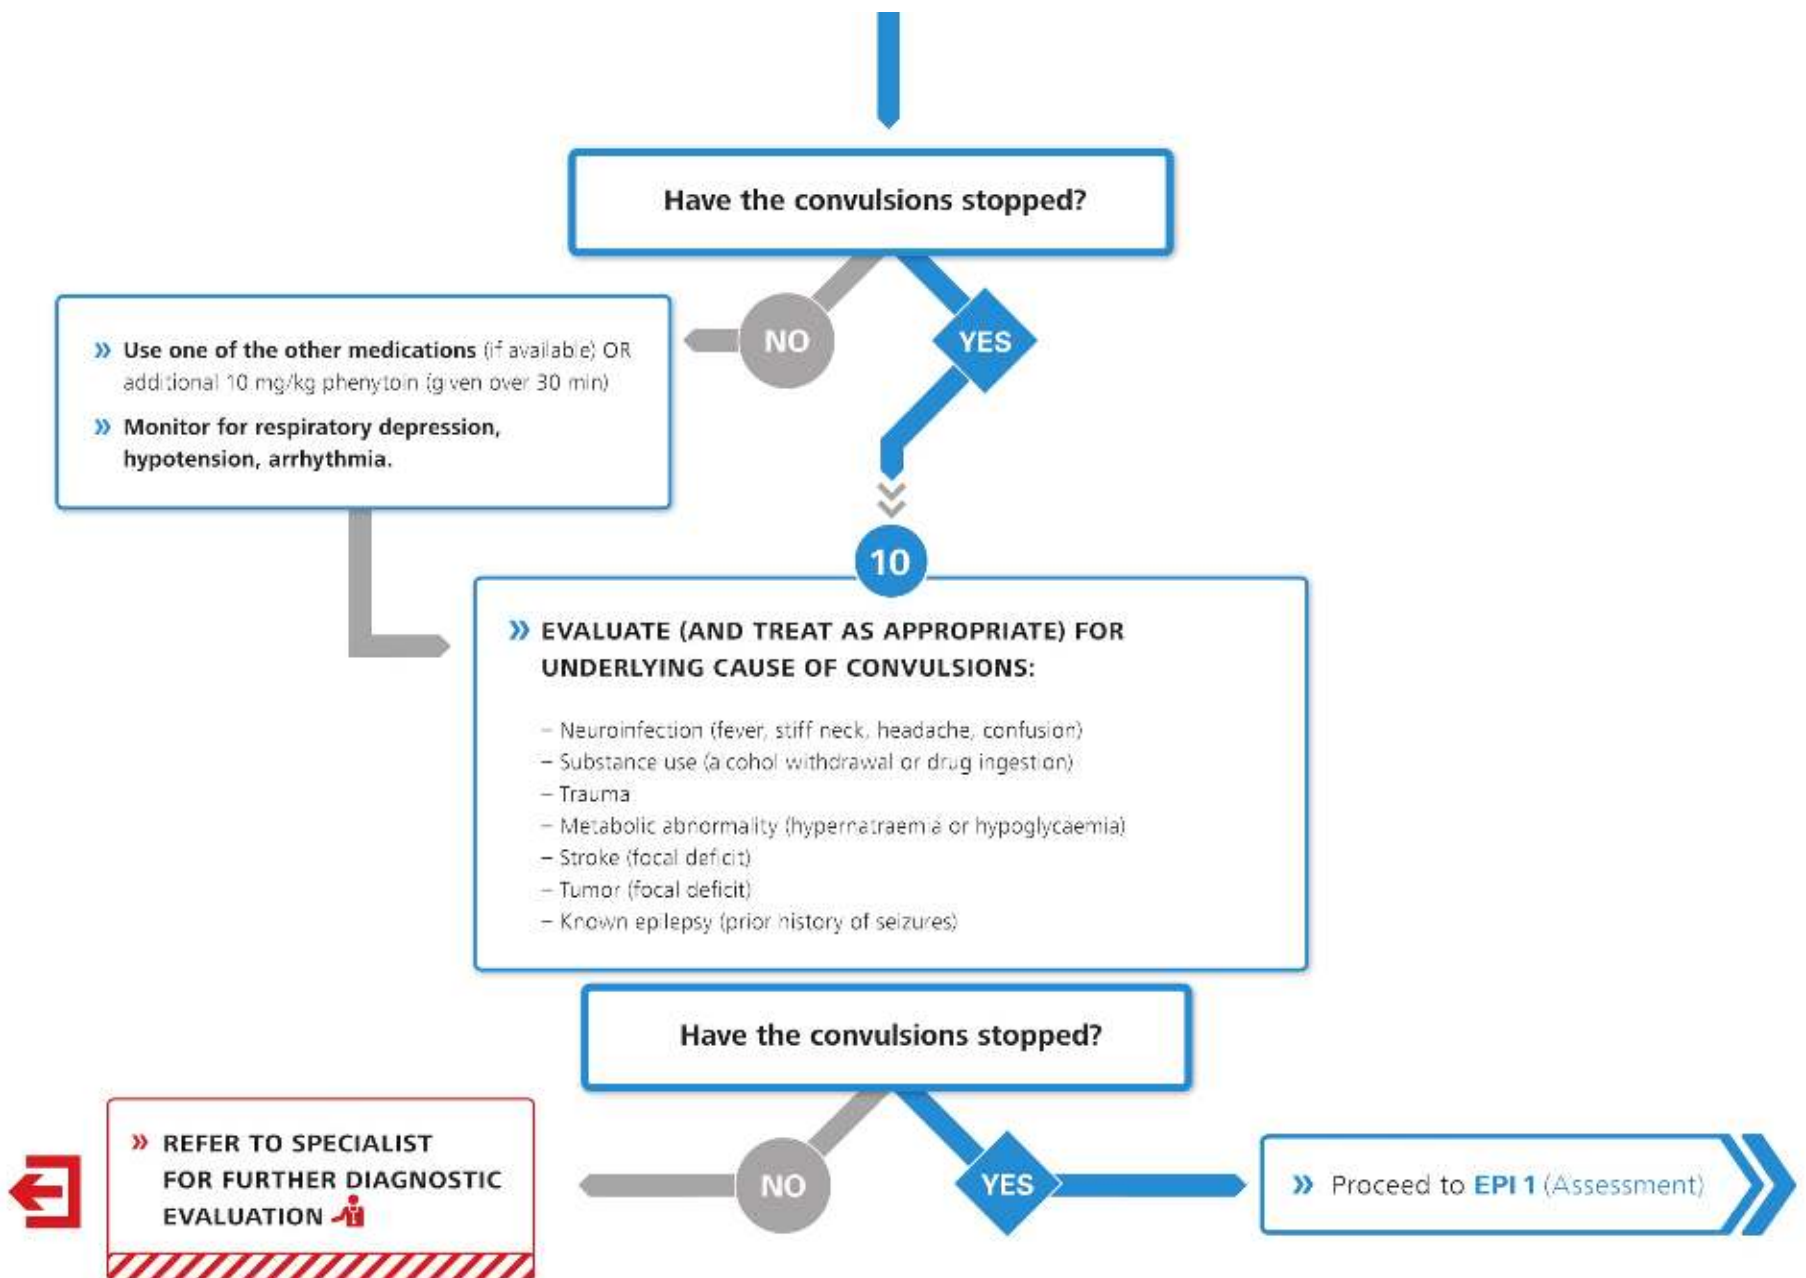 Have the convulsions stopped?
NO
YES
» Use one of the other medications (if available) OR
additional 10 mg/kg phenytoin (given over 30 min)
» Monitor for respiratory depression,
hypotension, arrhythmia.
10
» EVALUATE (AND TREAT AS APPROPRIATE) FOR
UNDERLYING CAUSE OF CONVULSIONS:
– Neuroinfection (fever, stiff neck, headache, confusion)
– Substance use (alcohol withdrawal or drug ingestion)
– Trauma
– Metabolic abnormality (hypernatraemia or hypoglycaemia)
– Stroke (focal deficit)
– Tumor (focal deficit)
– Known epilepsy (prior history of seizures)
Have the convulsions stopped?
NO
YES
» REFER TO SPECIALIST
FOR FURTHER DIAGNOSTIC
EVALUATION
» Proceed to EPI 1 (Assessment)